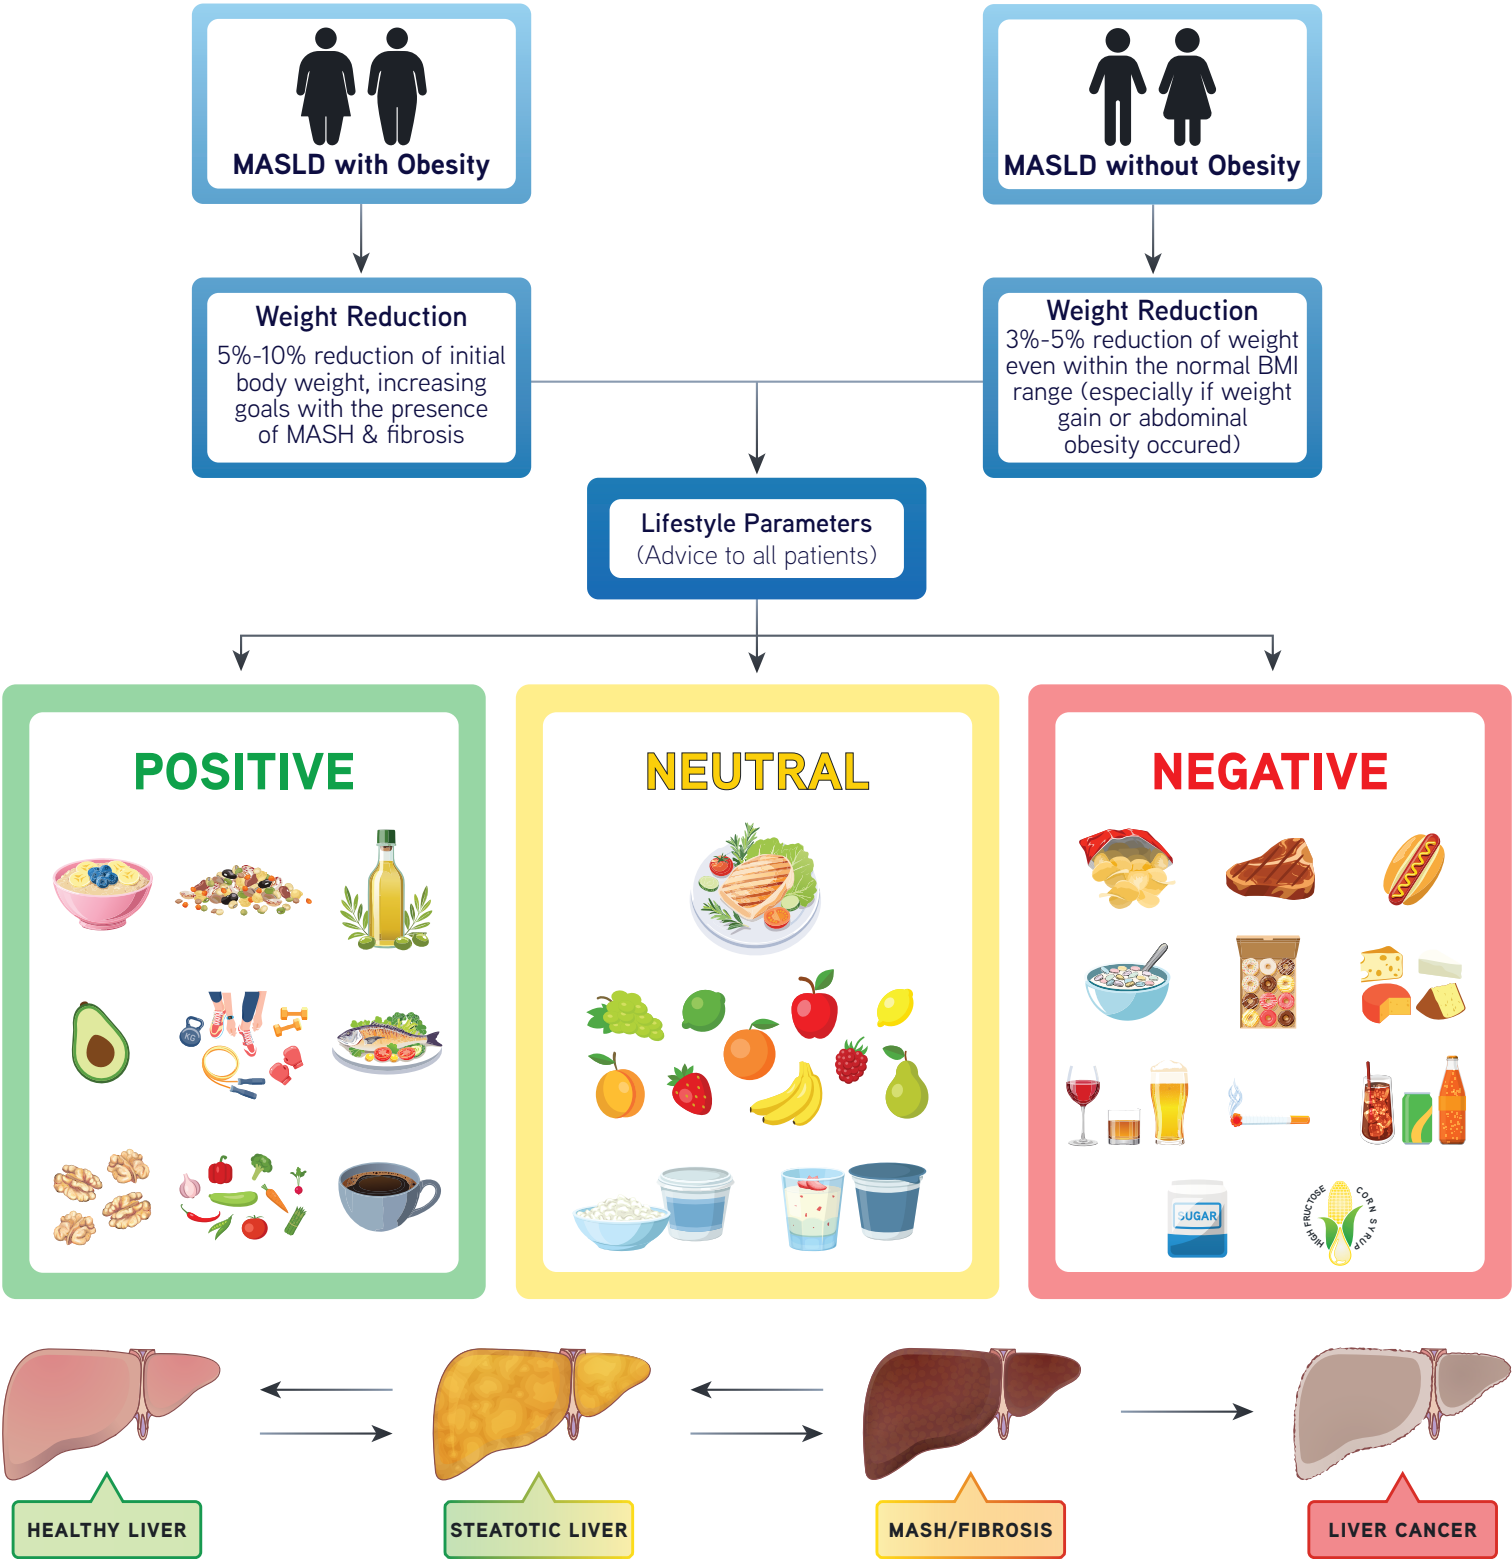 MASLD with Obesity
MASLD without Obesity
Weight Reduction
5%-10% reduction of initial
body weight, increasing
goals with the presence
of MASH & fibrosis
Weight Reduction
3%-5% reduction of weight
even within the normal BMI
range (especially if weight
gain or abdominal
obesity occured)
Lifestyle Parameters
(Advice to all patients)
POSITIVE
NEUTRAL
NEGATIVE
KG
SUGAR
HIGH FRUCTOSE
CORN SYRUP
HEALTHY LIVER
STEATOTIC LIVER
MASH/FIBROSIS
LIVER CANCER